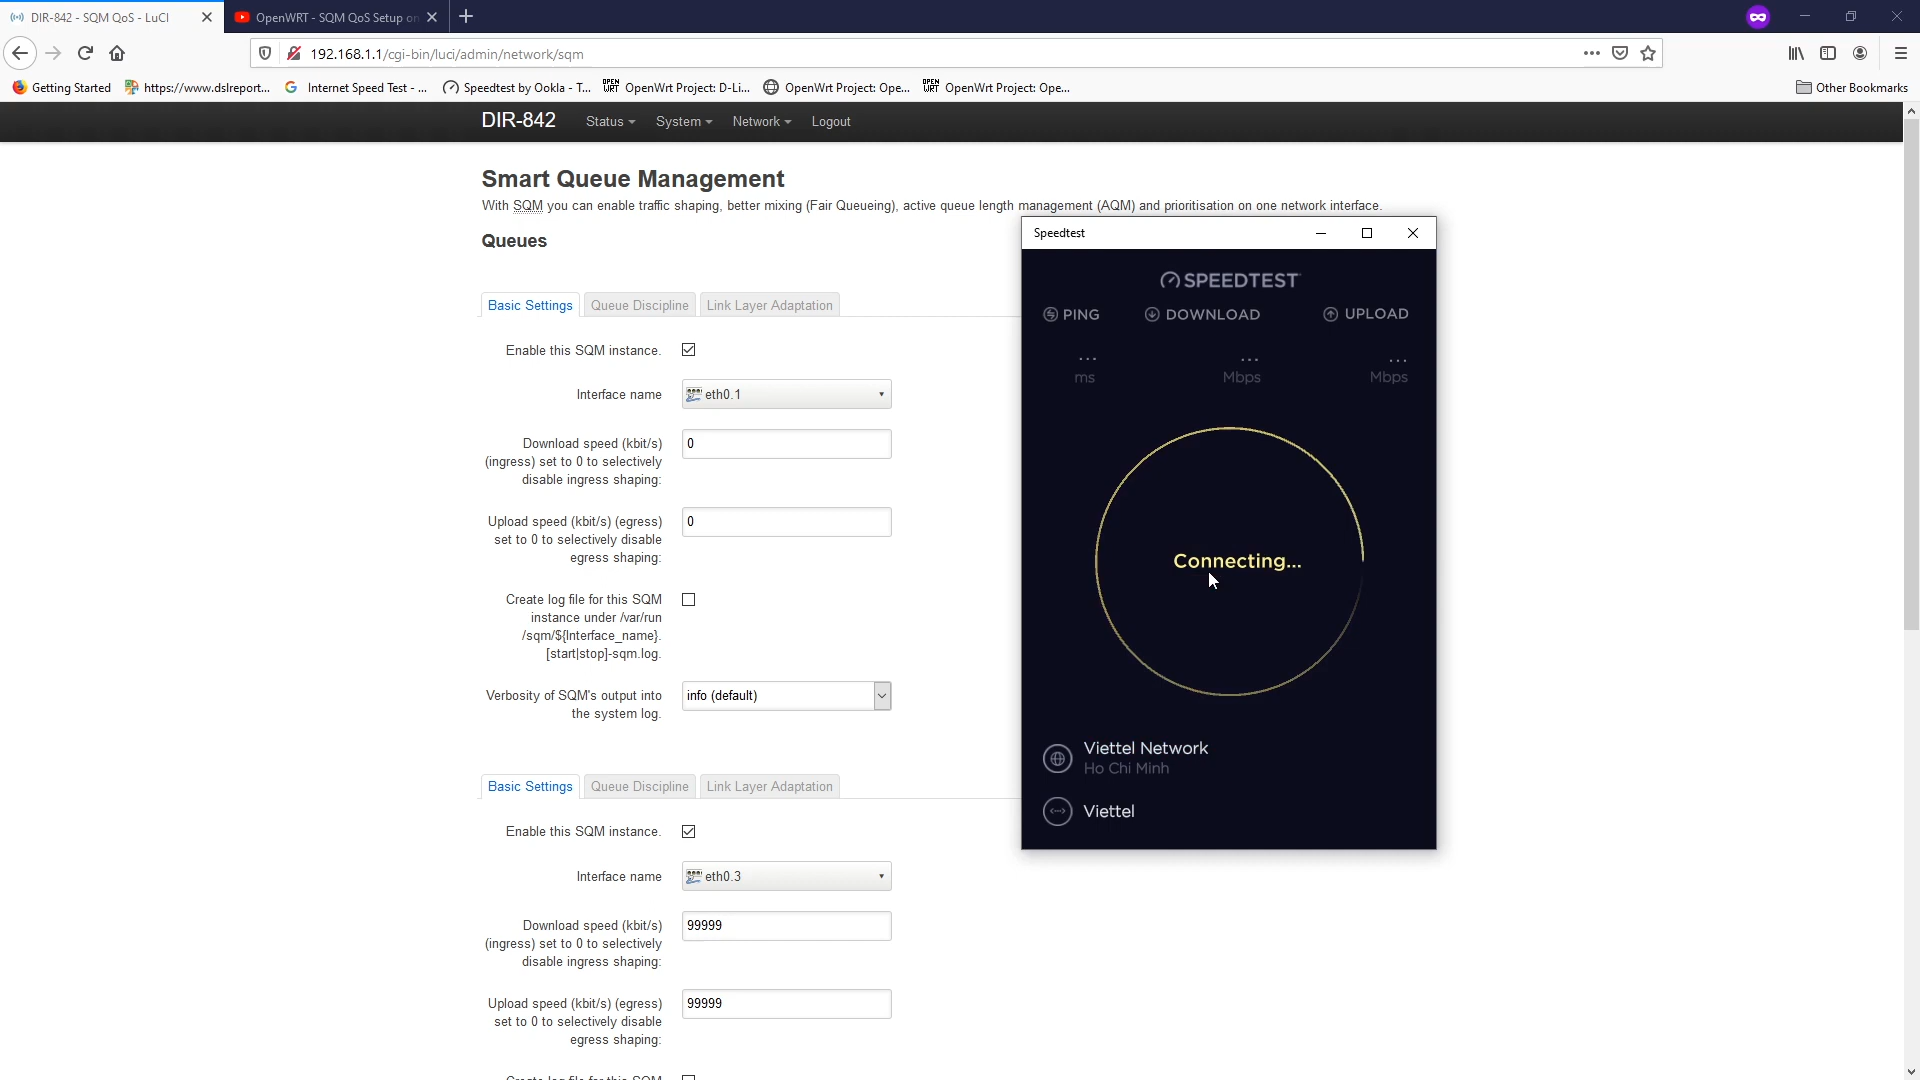 DIR-842 - SQM QoS - LuCI
OpenWRT - SQM QoS Setup on
192.168.1.1/cgi-bin/luci/admin/network/sqm
Getting Started
https://www.dslreport...
Internet Speed Test - ...
Speedtest by Ookla - T...
OpenWrt Project: D-Li...
OpenWrt Project: Ope...
OpenWrt Project: Ope...
Other Bookmarks
DIR-842
Status
System
Network
Logout
Smart Queue Management
With SQM you can enable traffic shaping, better mixing (Fair Queueing), active queue length management (AQM) and prioritisation on one network interface.
Queues
Basic Settings
Queue Discipline
Link Layer Adaptation
Enable this SQM instance.
Interface name
eth0.1
Download speed (kbit/s)
(ingress) set to 0 to selectively
disable ingress shaping:
0
Upload speed (kbit/s) (egress)
set to 0 to selectively disable
egress shaping:
0
Create log file for this SQM
instance under /var/run
/sqm/${Interface_name}.
[start|stop]-sqm.log.
Verbosity of SQM's output into
the system log.
info (default)
Basic Settings
Queue Discipline
Link Layer Adaptation
Enable this SQM instance.
Interface name
eth0.3
Download speed (kbit/s)
(ingress) set to 0 to selectively
disable ingress shaping:
99999
Upload speed (kbit/s) (egress)
set to 0 to selectively disable
egress shaping:
99999
Create log file for this SQM
Speedtest
SPEEDTEST
PING
DOWNLOAD
UPLOAD
...
...
...
ms
Mbps
Mbps
Connecting...
Viettel Network
Ho Chi Minh
Viettel